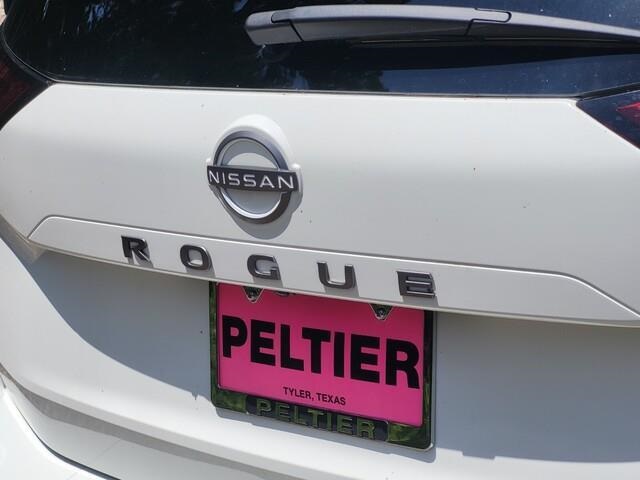 NISSAN
ROGUE
PELTIER
TYLER, TEXAS
PELTIER